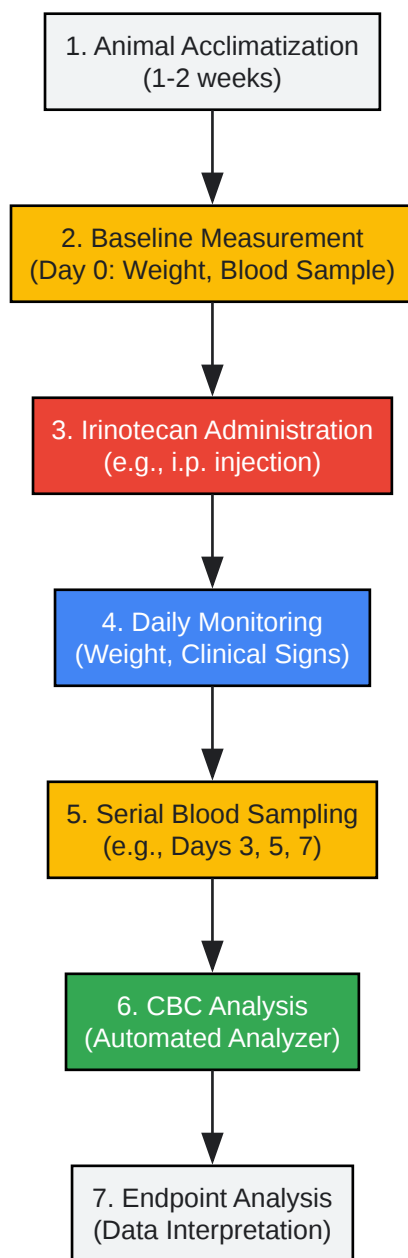 1. Animal Acclimatization
(1-2 weeks)
2. Baseline Measurement
(Day 0: Weight, Blood Sample)
3. Irinotecan Administration
(e.g., i.p. injection)
4. Daily Monitoring
(Weight, Clinical Signs)
5. Serial Blood Sampling
(e.g., Days 3, 5, 7)
6. CBC Analysis
(Automated Analyzer)
7. Endpoint Analysis
(Data Interpretation)